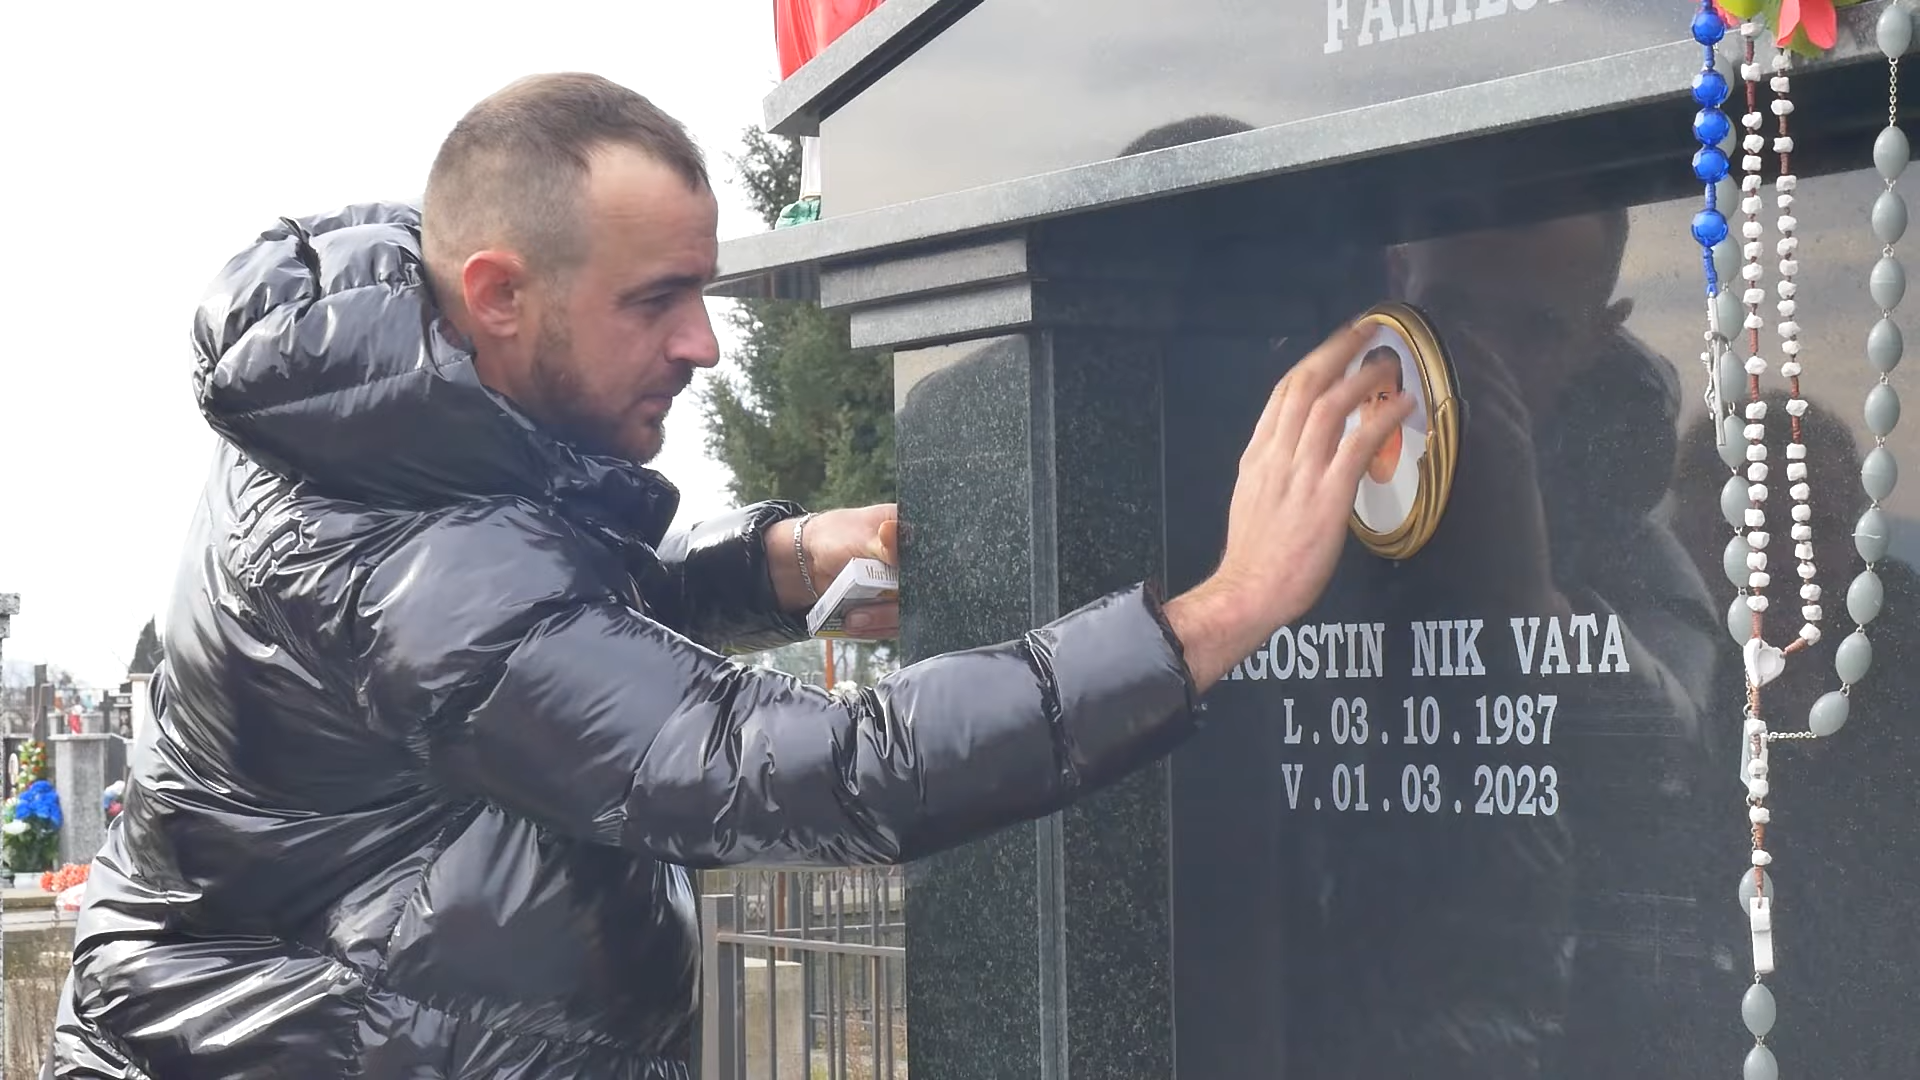 AGOSTIN NIK VATA
L . 03 . 10 . 1987
V . 01 . 03 . 2023